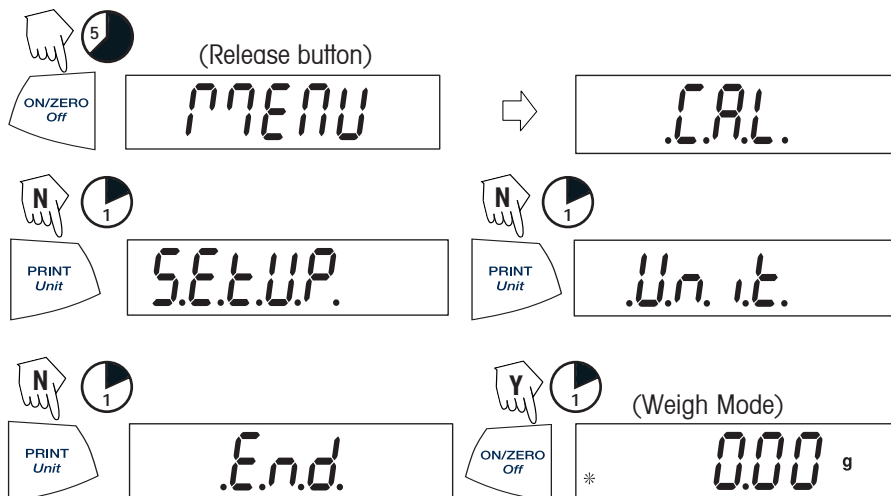 5
(Release button)
ON/ZERO
Off
MENU
.C.A.L.
N
1
PRINT
Unit
S.E.t.U.P.
N
1
PRINT
Unit
.U.n.i.t.
N
1
PRINT
Unit
.E.n.d.
Y
1
(Weigh Mode)
ON/ZERO
Off
* 0.00 g